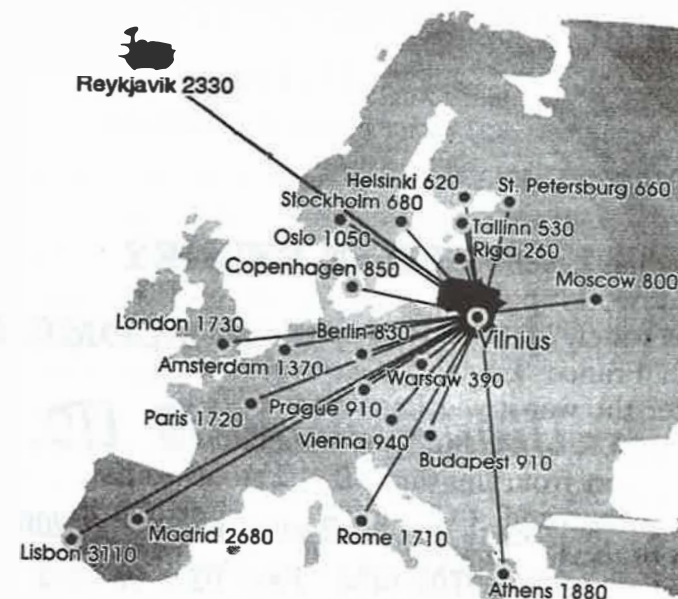 Reykjavik 2330
Helsinki 620
St. Petersburg 660
Stockholm 680
Oslo 1050
Tallinn 530
Riga 260
Copenhagen 850
Moscow 800
London 1730
Berlin 830
Vilnius
Amsterdam 1370
Warsaw 390
Paris 1720
Prague 910
Vienna 940
Budapest 910
Madrid 2680
Rome 1710
Lisbon 3110
Athens 1880